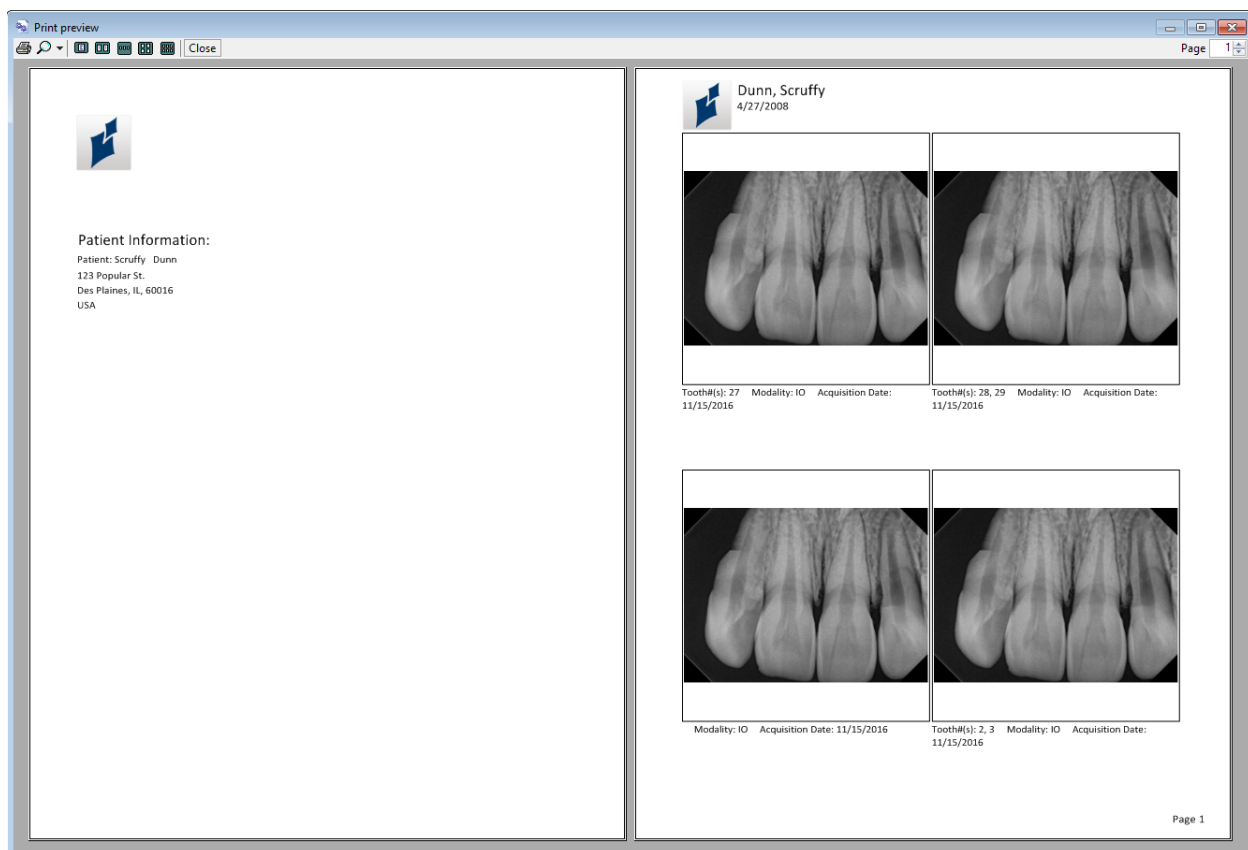 Print preview
Close
Page 1
Patient Information:
Patient: Scruffy Dunn
123 Popular St.
Des Plaines, IL, 60016
USA
Dunn, Scruffy
4/27/2008
Tooth#(s): 27 Modality: IO Acquisition Date:
11/15/2016
Tooth#(s): 28, 29 Modality: IO Acquisition Date:
11/15/2016
Modality: IO Acquisition Date: 11/15/2016
Tooth#(s): 2, 3 Modality: IO Acquisition Date:
11/15/2016
Page 1